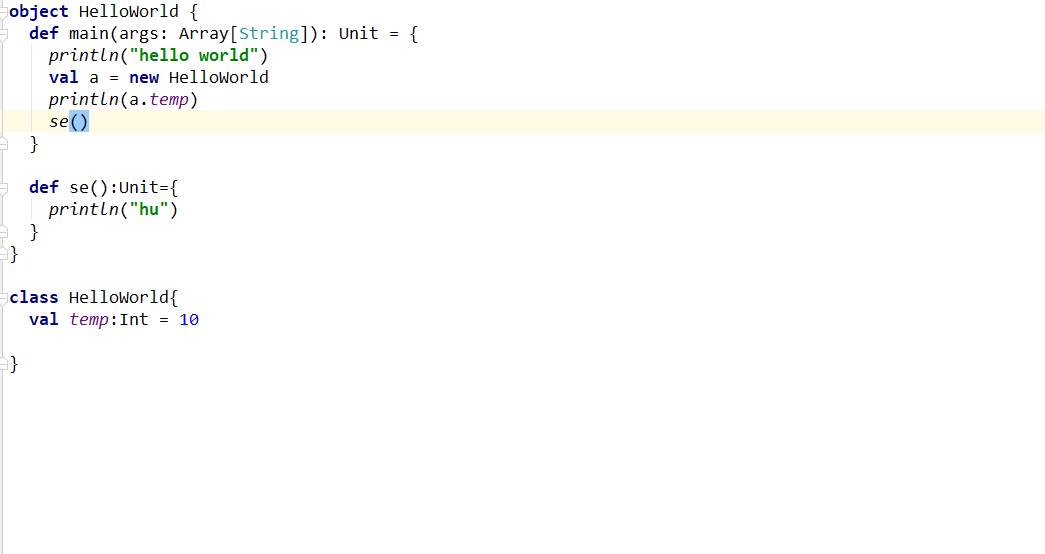 object HelloWorld {
  def main(args: Array[String]): Unit = {
    println("hello world")
    val a = new HelloWorld
    println(a.temp)
    se()
  }
  def se():Unit={
    println("hu")
  }
}
class HelloWorld{
  val temp:Int = 10
}